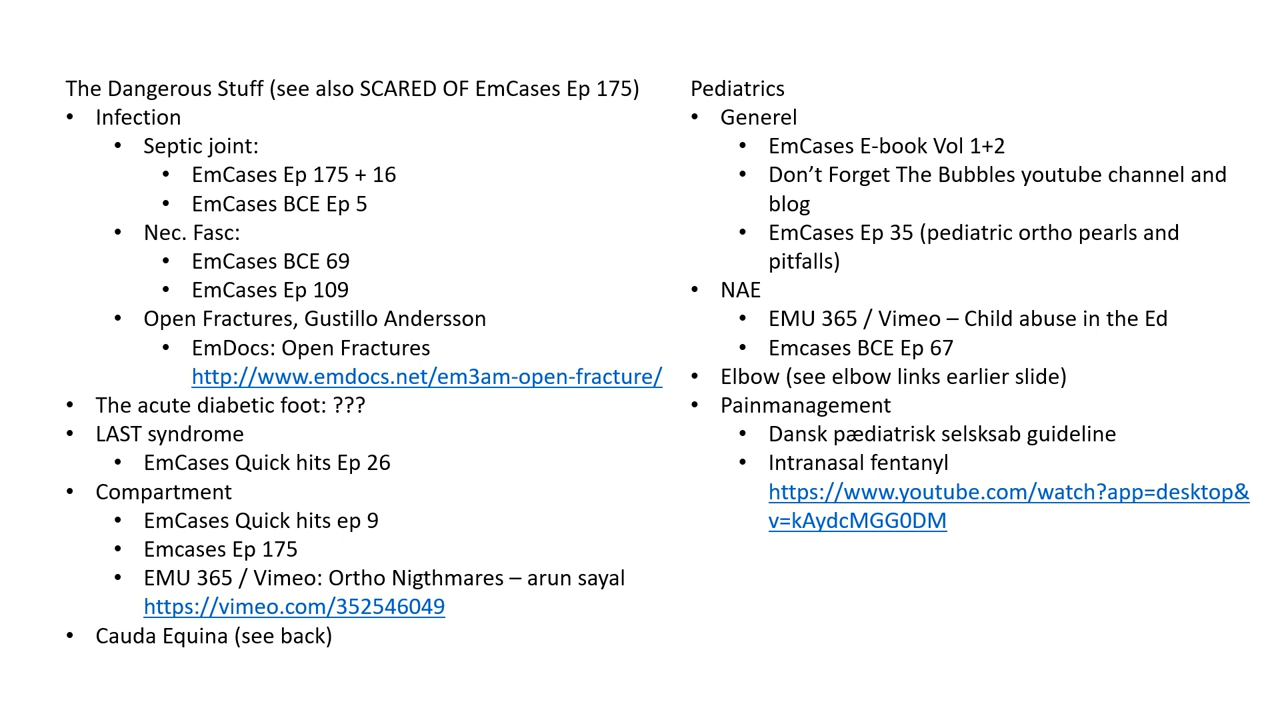 The Dangerous Stuff (see also SCARED OF EmCases Ep 175)
• Infection
• Septic joint:
• EmCases Ep 175 + 16
• EmCases BCE Ep 5
• Nec. Fasc:
• EmCases BCE 69
• EmCases Ep 109
• Open Fractures, Gustillo Andersson
• EmDocs: Open Fractures
http://www.emdocs.net/em3am-open-fracture/
• The acute diabetic foot: ???
• LAST syndrome
• EmCases Quick hits Ep 26
• Compartment
• EmCases Quick hits ep 9
• Emcases Ep 175
• EMU 365 / Vimeo: Ortho Nigthmares – arun sayal
https://vimeo.com/352546049
• Cauda Equina (see back)
Pediatrics
• Generel
• EmCases E-book Vol 1+2
• Don’t Forget The Bubbles youtube channel and
blog
• EmCases Ep 35 (pediatric ortho pearls and
pitfalls)
• NAE
• EMU 365 / Vimeo – Child abuse in the Ed
• Emcases BCE Ep 67
• Elbow (see elbow links earlier slide)
• Painmanagement
• Dansk pædiatrisk selsksab guideline
• Intranasal fentanyl
https://www.youtube.com/watch?app=desktop&
v=kAydcMGG0DM